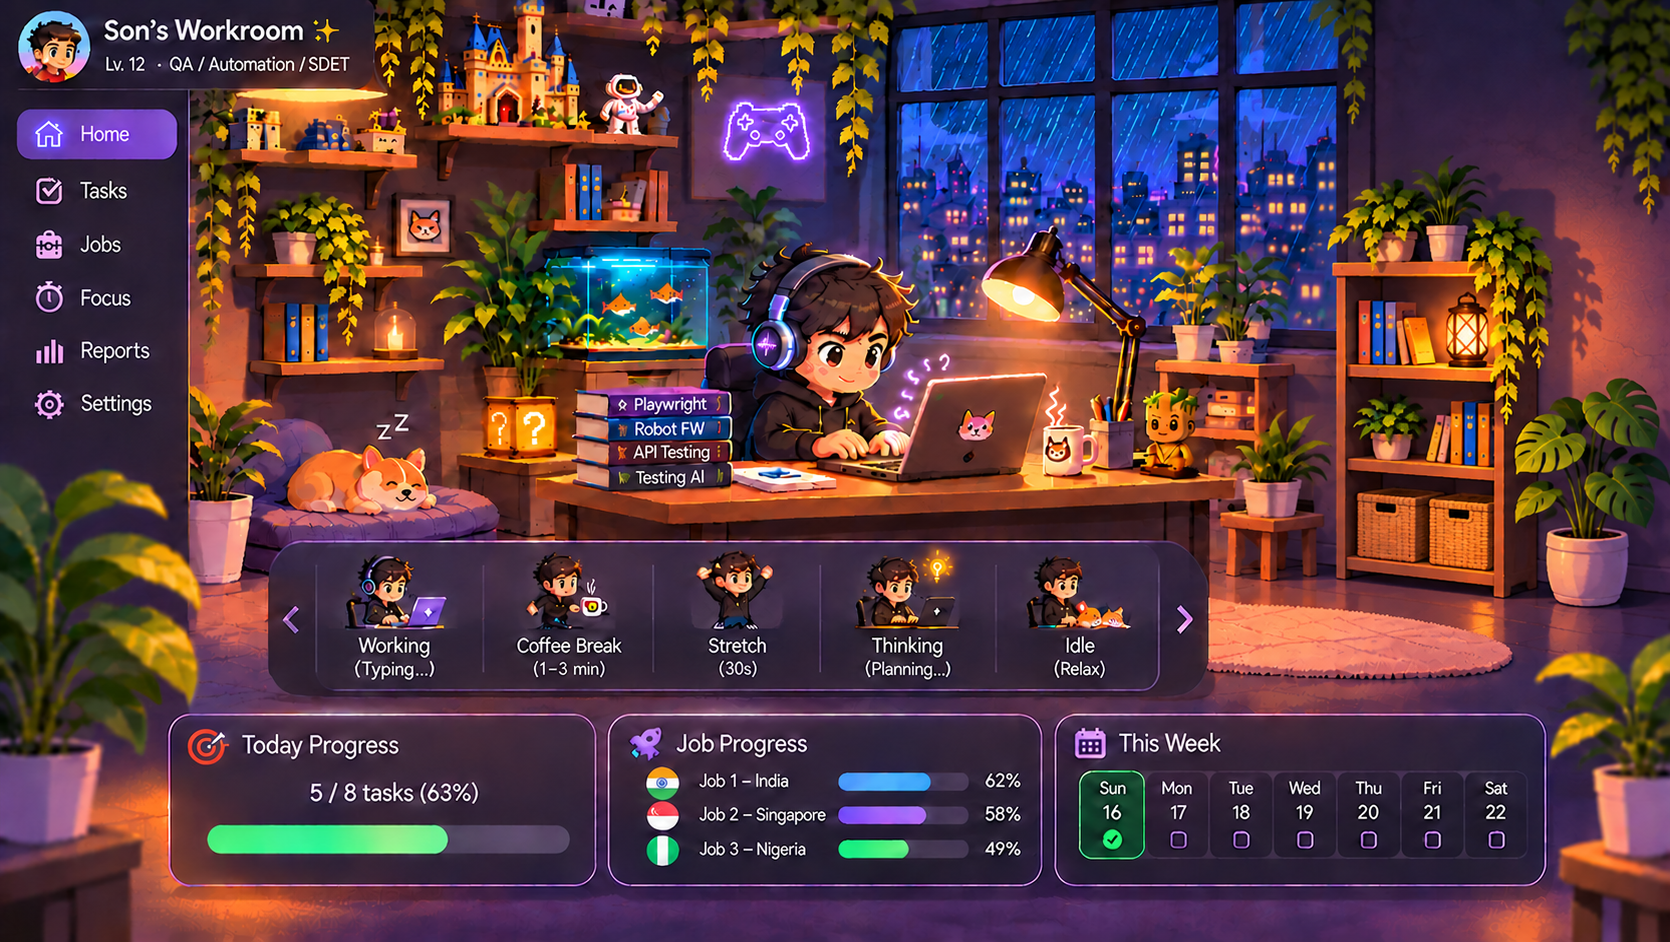 Son's Workroom
Lv. 12 · QA / Automation / SDET
Home
Tasks
Jobs
Focus
Reports
Settings
z z
? ?
Playwright
Robot FW
API Testing
Testing AI
Working
(Typing...)
Coffee Break
(1–3 min)
Stretch
(30s)
Thinking
(Planning...)
Idle
(Relax)
Today Progress
5 / 8 tasks (63%)
Job Progress
Job 1 – India 62%
Job 2 – Singapore 58%
Job 3 – Nigeria 49%
This Week
Sun Mon Tue Wed Thu Fri Sat
16 17 18 19 20 21 22